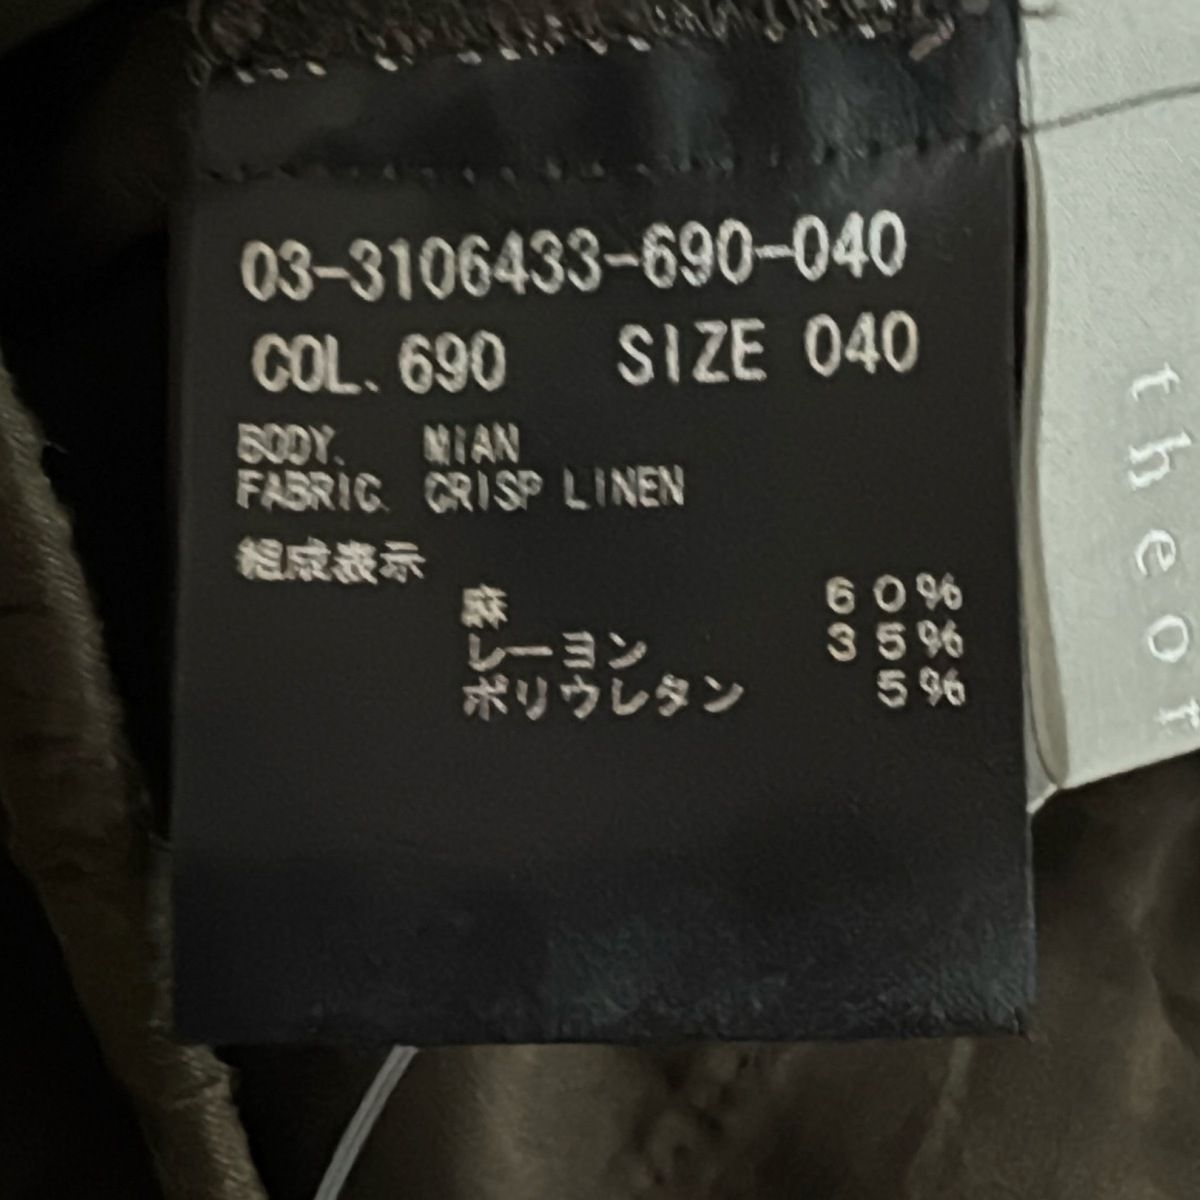 03-3106433-690-040
COL. 690 SIZE 040
BODY. MIAN
FABRIC. CRISP LINEN
組成表示
麻 60%
レーヨン 35%
ポリウレタン 5%
theor